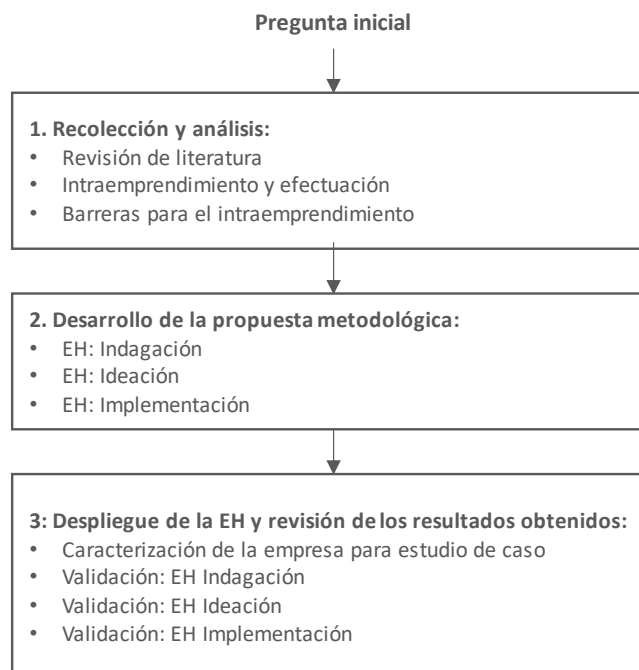 Pregunta inicial
1. Recolección y análisis:
• Revisión de literatura
• Intraemprendimiento y efectuación
• Barreras para el intraemprendimiento
2. Desarrollo de la propuesta metodológica:
• EH: Indagación
• EH: Ideación
• EH: Implementación
3: Despliegue de la EH y revisión de los resultados obtenidos:
• Caracterización de la empresa para estudio de caso
• Validación: EH Indagación
• Validación: EH Ideación
• Validación: EH Implementación